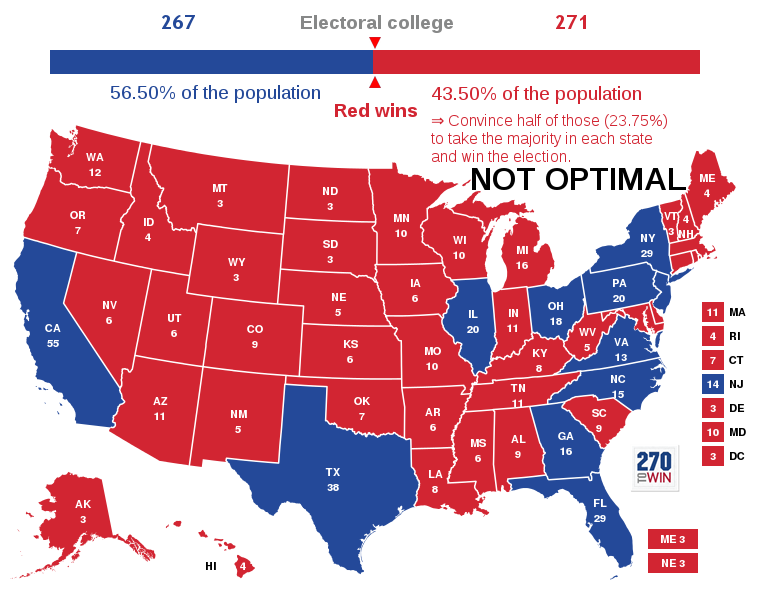 267
Electoral college
271
56.50% of the population
43.50% of the population
Red wins
⇒ Convince half of those (23.75%)
to take the majority in each state
and win the election.
NOT OPTIMAL
WA
12
OR
7
ID
4
MT
3
ND
3
MN
10
SD
3
WY
3
WI
10
MI
16
ME
4
VT
3
4
NH
NY
29
PA
20
NV
6
UT
6
CO
9
NE
5
IA
6
IL
20
IN
11
OH
18
CA
55
KS
6
MO
10
KY
8
WV
5
VA
13
NC
15
TN
11
AZ
11
NM
5
OK
7
AR
6
SC
9
MS
6
AL
9
GA
16
TX
38
LA
8
FL
29
AK
3
HI
4
11 MA
4 RI
7 CT
14 NJ
3 DE
10 MD
3 DC
270
TO
WIN
ME 3
NE 3